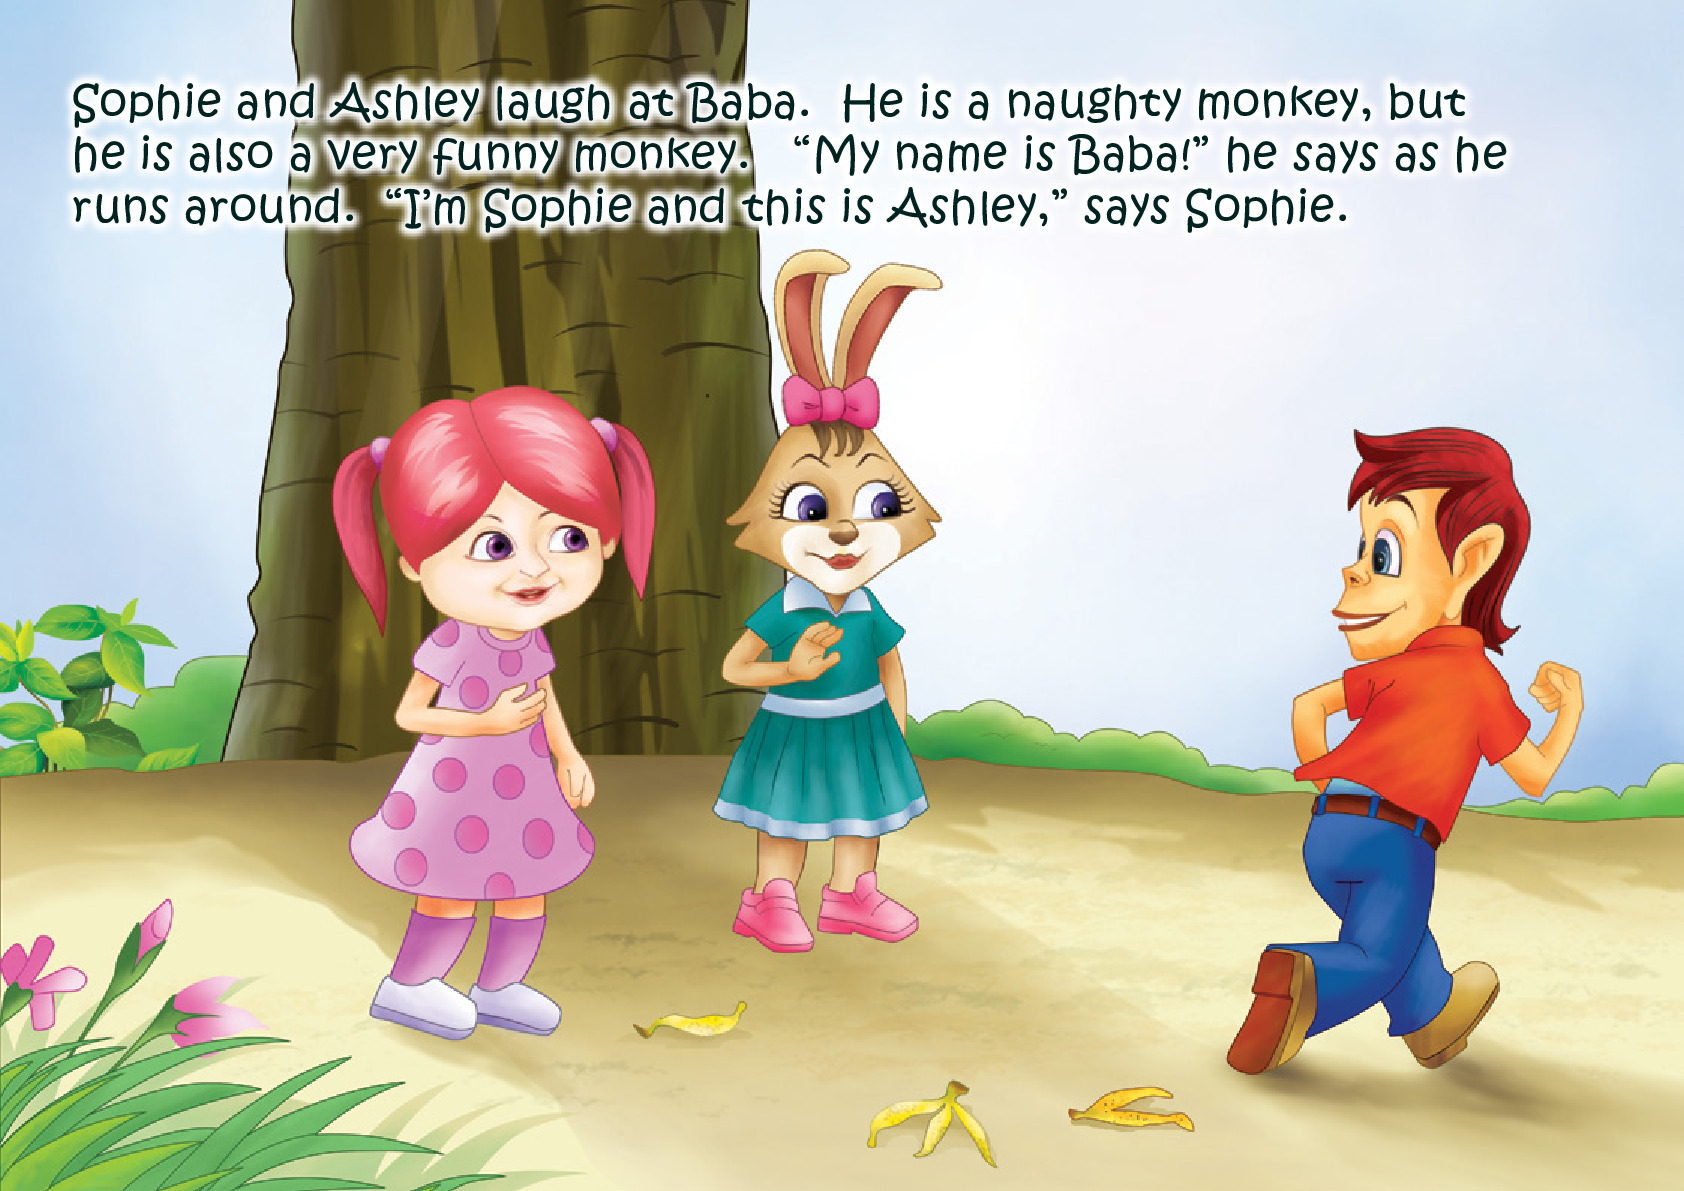 Sophie and Ashley laugh at Baba.  He is a naughty monkey, but
he is also a very funny monkey.   “My name is Baba!” he says as he
runs around.  “I’m Sophie and this is Ashley,” says Sophie.